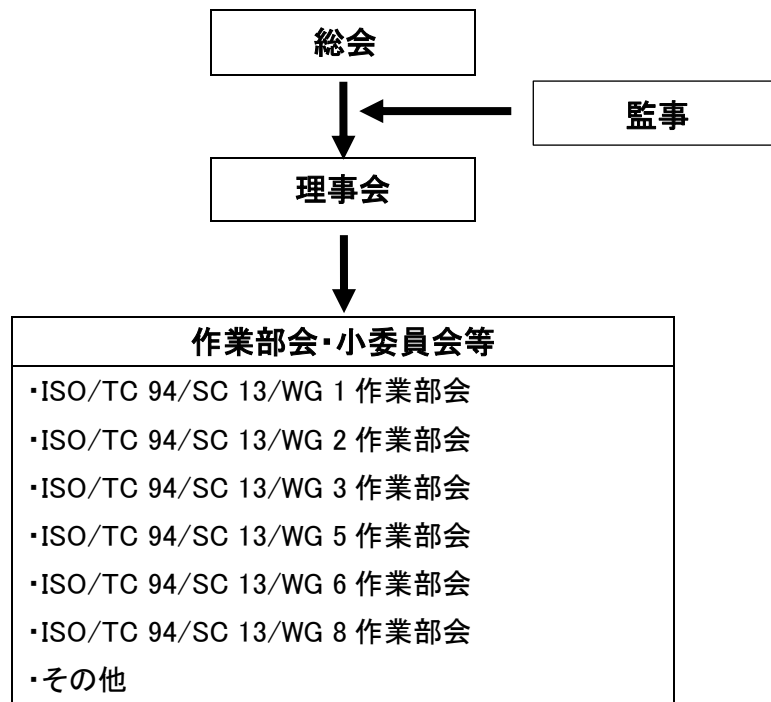 総会
監事
理事会
作業部会・小委員会等
・ISO/TC 94/SC 13/WG 1 作業部会
・ISO/TC 94/SC 13/WG 2 作業部会
・ISO/TC 94/SC 13/WG 3 作業部会
・ISO/TC 94/SC 13/WG 5 作業部会
・ISO/TC 94/SC 13/WG 6 作業部会
・ISO/TC 94/SC 13/WG 8 作業部会
・その他